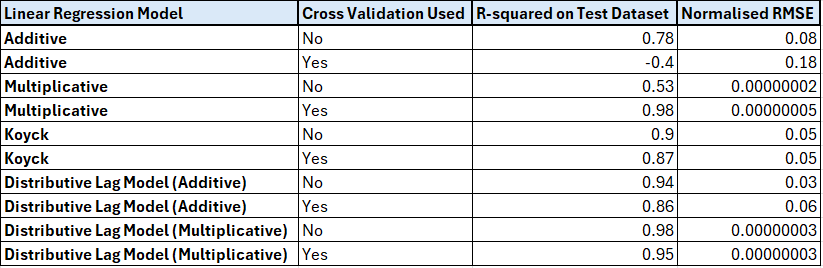 Linear Regression Model Cross Validation Used R-squared on Test Dataset Normalised RMSE
Additive No 0.78 0.08
Additive Yes -0.4 0.18
Multiplicative No 0.53 0.00000002
Multiplicative Yes 0.98 0.00000005
Koyck No 0.9 0.05
Koyck Yes 0.87 0.05
Distributive Lag Model (Additive) No 0.94 0.03
Distributive Lag Model (Additive) Yes 0.86 0.06
Distributive Lag Model (Multiplicative) No 0.98 0.00000003
Distributive Lag Model (Multiplicative) Yes 0.95 0.00000003